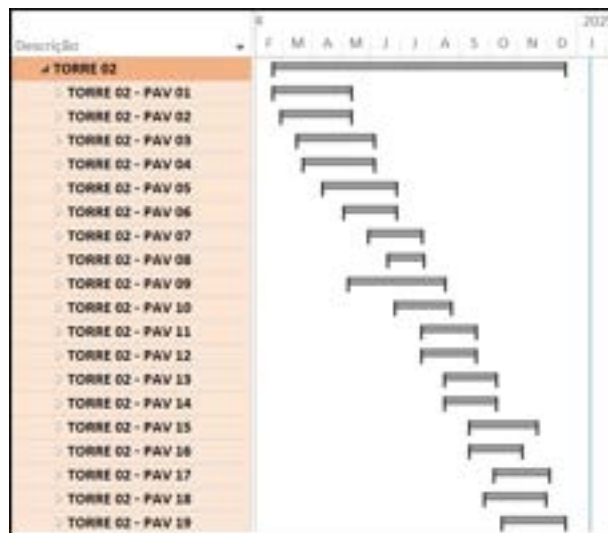 2025
Descrição F M A M J J A S O N D J
TORRE 02
TORRE 02 - PAV 01
TORRE 02 - PAV 02
TORRE 02 - PAV 03
TORRE 02 - PAV 04
TORRE 02 - PAV 05
TORRE 02 - PAV 06
TORRE 02 - PAV 07
TORRE 02 - PAV 08
TORRE 02 - PAV 09
TORRE 02 - PAV 10
TORRE 02 - PAV 11
TORRE 02 - PAV 12
TORRE 02 - PAV 13
TORRE 02 - PAV 14
TORRE 02 - PAV 15
TORRE 02 - PAV 16
TORRE 02 - PAV 17
TORRE 02 - PAV 18
TORRE 02 - PAV 19